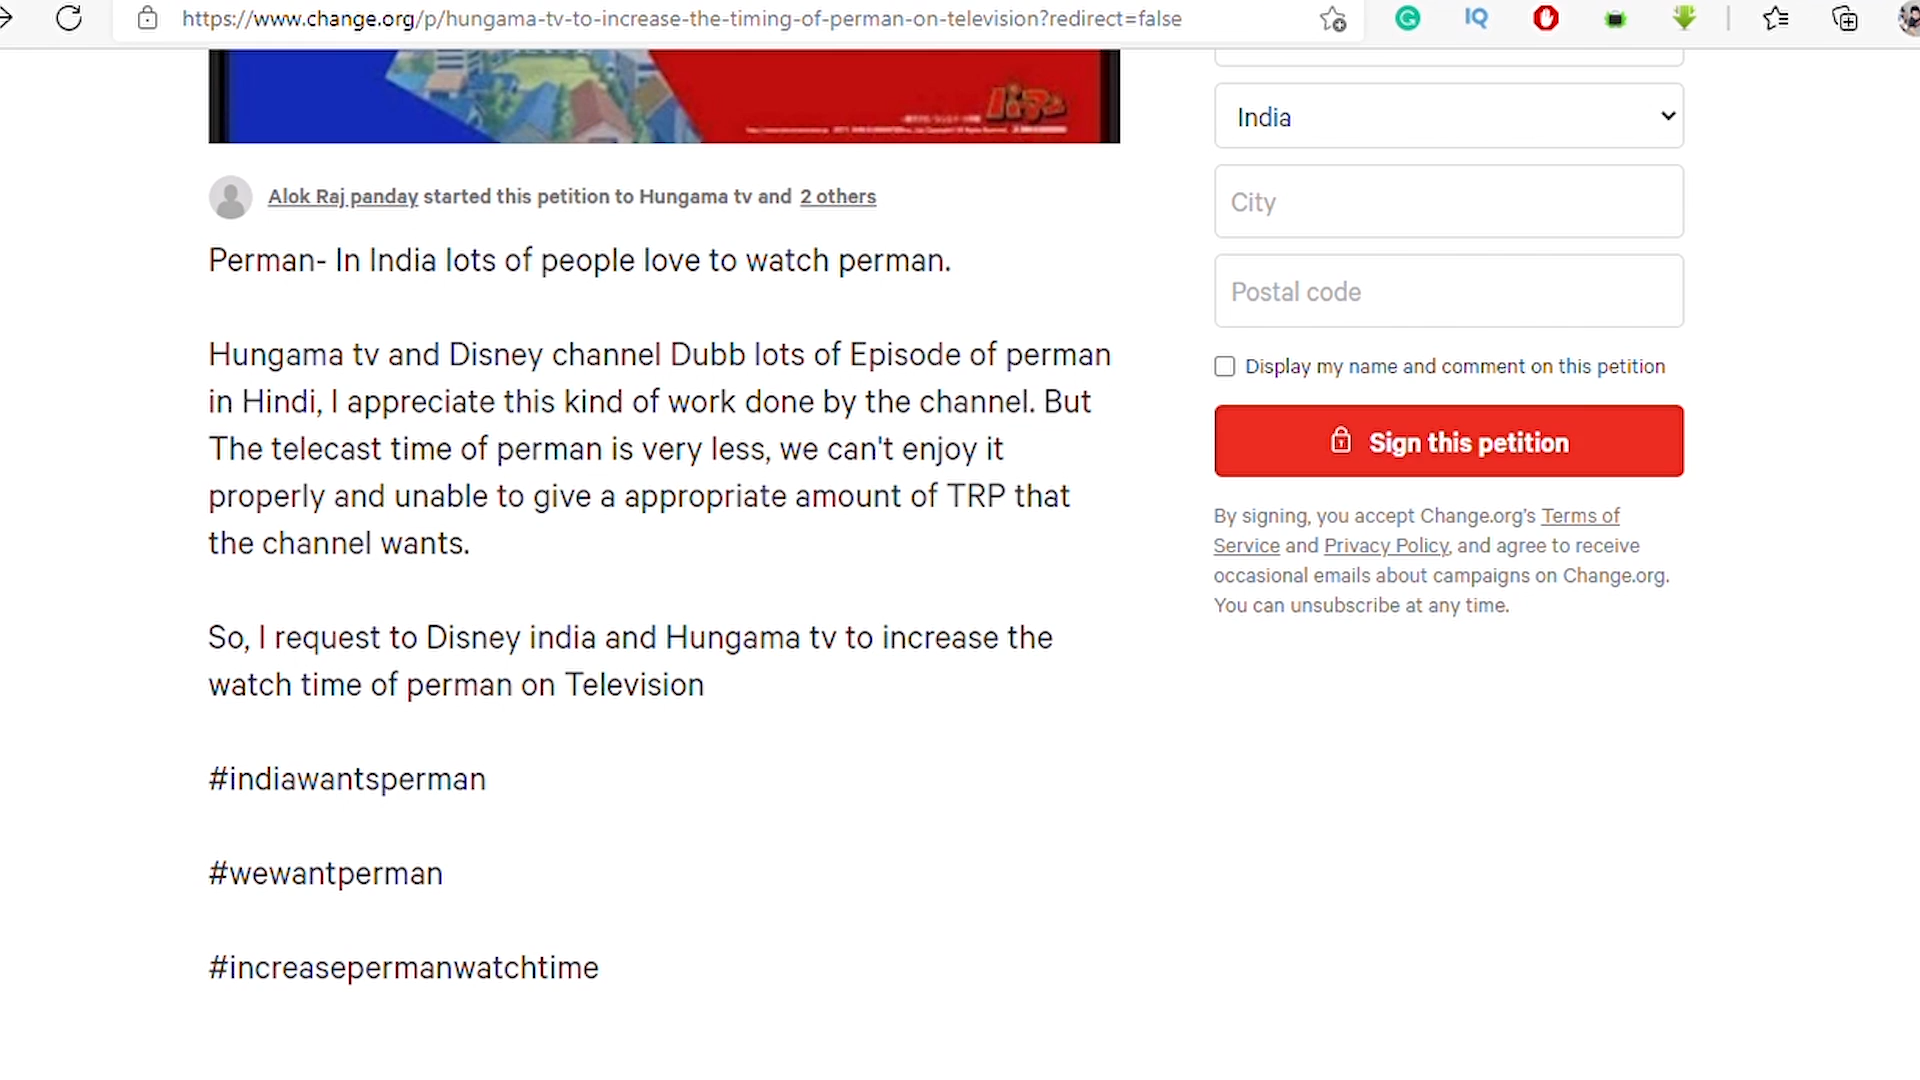 https://www.change.org/p/hungama-tv-to-increase-the-timing-of-perman-on-television?redirect=false
IQ
パーマン
Alok Raj panday started this petition to Hungama tv and 2 others
Perman- In India lots of people love to watch perman.
Hungama tv and Disney channel Dubb lots of Episode of perman
in Hindi, I appreciate this kind of work done by the channel. But
The telecast time of perman is very less, we can't enjoy it
properly and unable to give a appropriate amount of TRP that
the channel wants.
So, I request to Disney india and Hungama tv to increase the
watch time of perman on Television
#indiawantsperman
#wewantperman
#increasepermanwatchtime
India
City
Postal code
Display my name and comment on this petition
Sign this petition
By signing, you accept Change.org’s Terms of
Service and Privacy Policy, and agree to receive
occasional emails about campaigns on Change.org.
You can unsubscribe at any time.